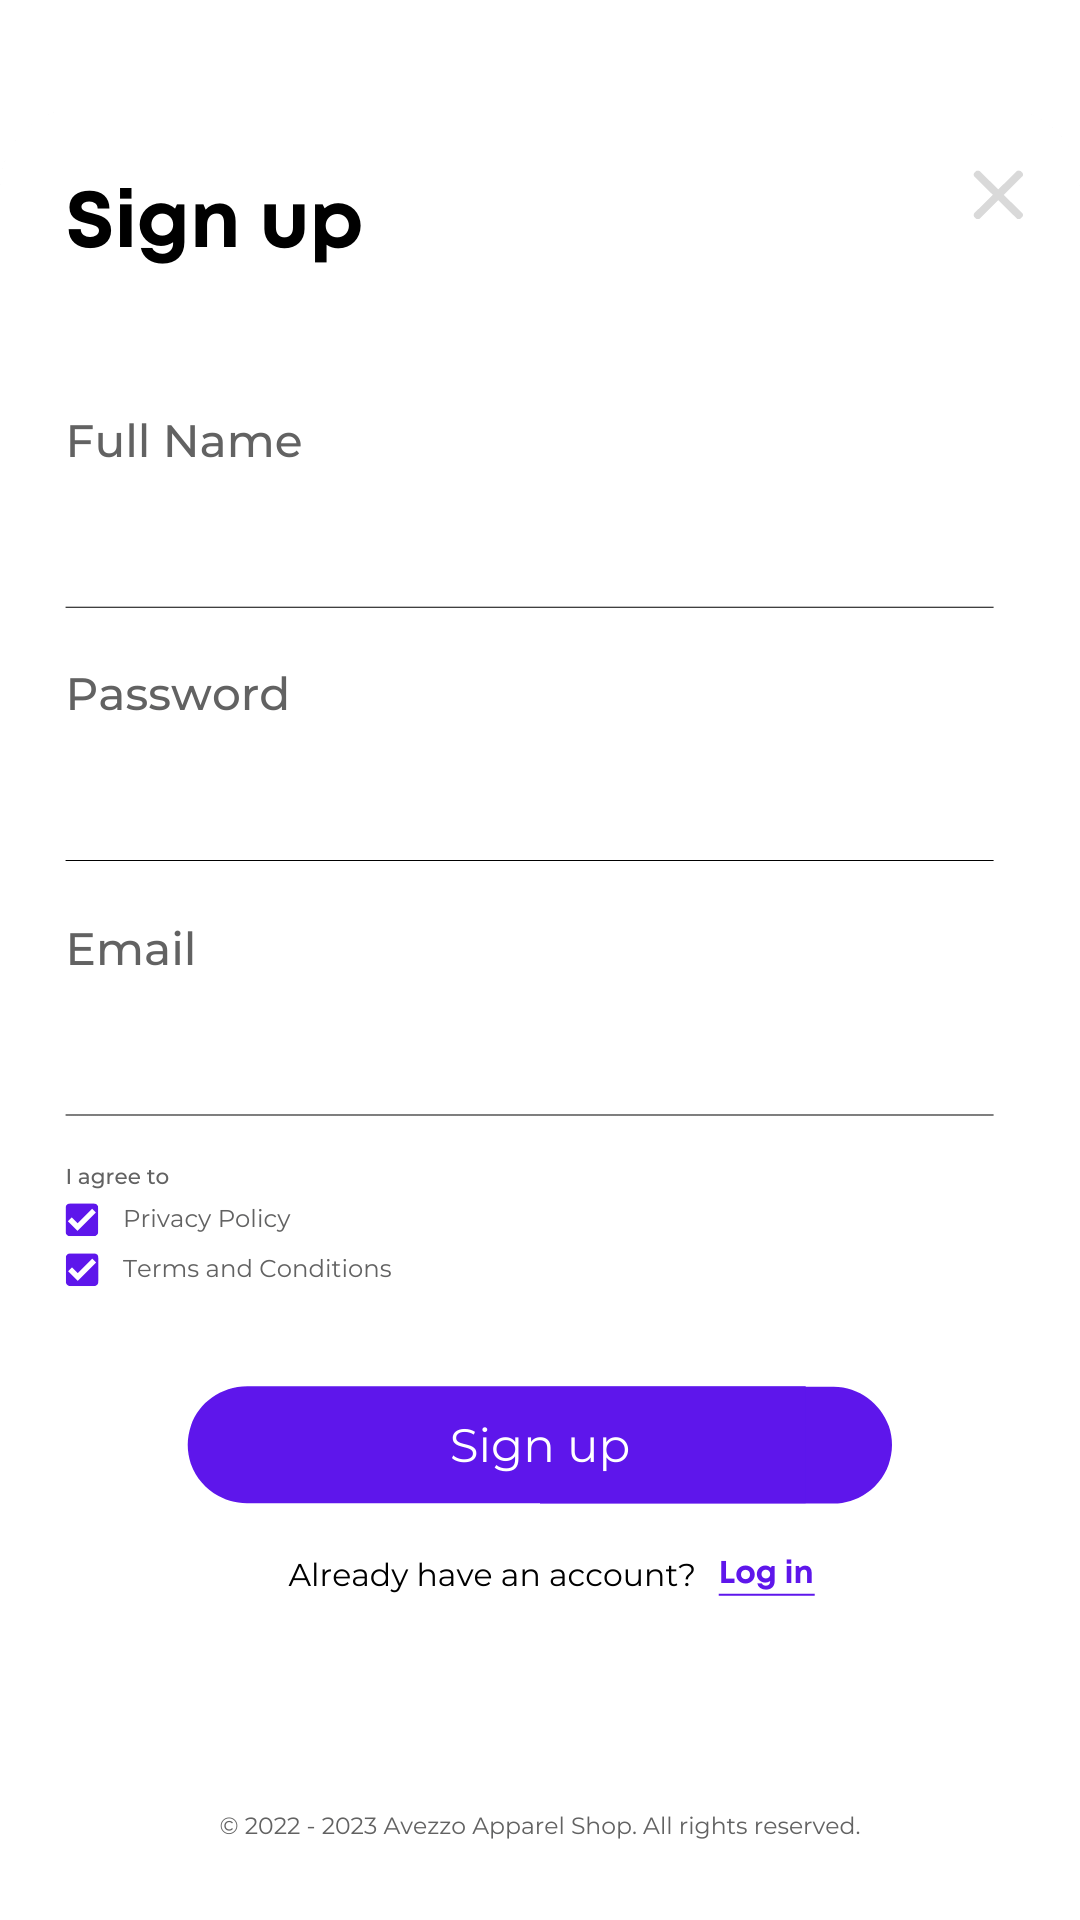 Sign up
Full Name
Password
Email
I agree to
Privacy Policy
Terms and Conditions
Sign up
Already have an account? Log in
© 2022 - 2023 Avezzo Apparel Shop. All rights reserved.